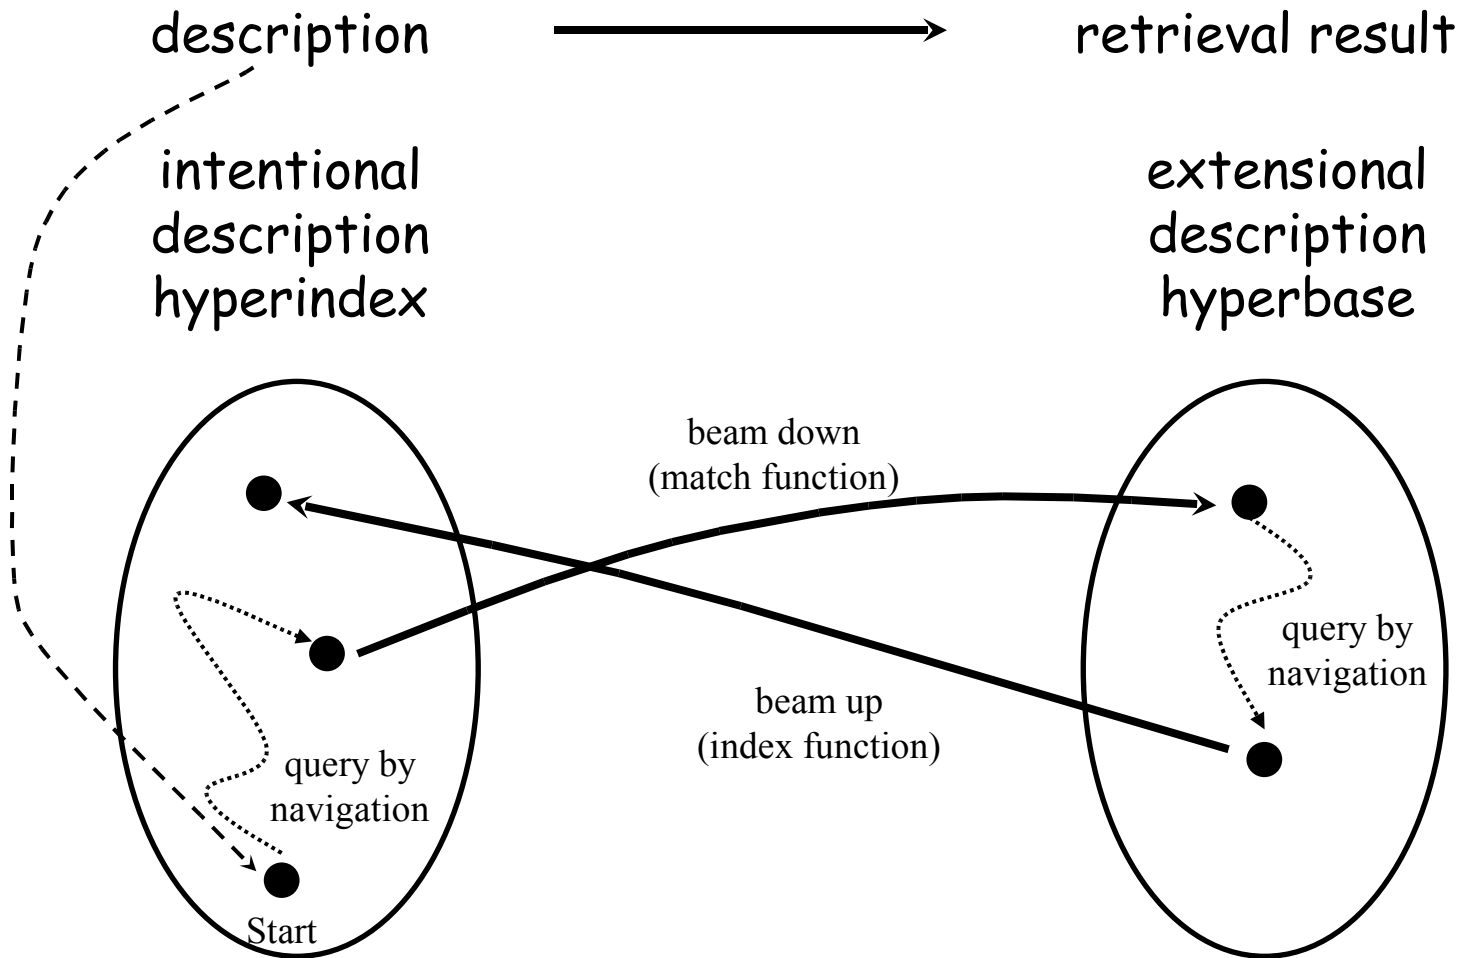 description
retrieval result
intentional
description
hyperindex
extensional
description
hyperbase
beam down
(match function)
query by
navigation
beam up
(index function)
query by
navigation
Start